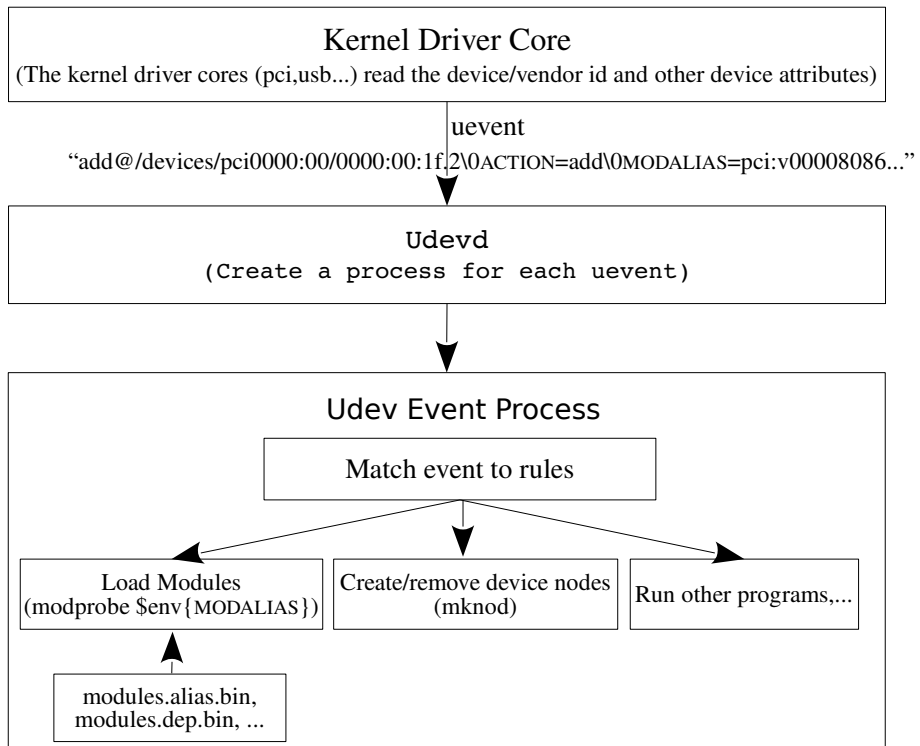 Kernel Driver Core
(The kernel driver cores (pci,usb...) read the device/vendor id and other device attributes)
uevent
“add@/devices/pci0000:00/0000:00:1f.2\0ACTION=add\0MODALIAS=pci:v00008086...”
Udevd
(Create a process for each uevent)
Udev Event Process
Match event to rules
Load Modules
(modprobe $env{MODALIAS})
Create/remove device nodes
(mknod)
Run other programs,...
modules.alias.bin,
modules.dep.bin, ...